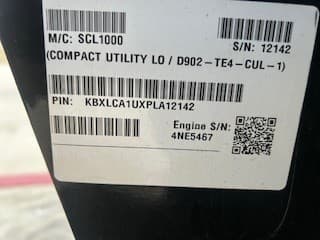 M/C: SCL1000
S/N: 12142
(COMPACT UTILITY LO / D902-TE4-CUL-1)
PIN: KBXLCA1UXPLA12142
Engine S/N:
4NE5467